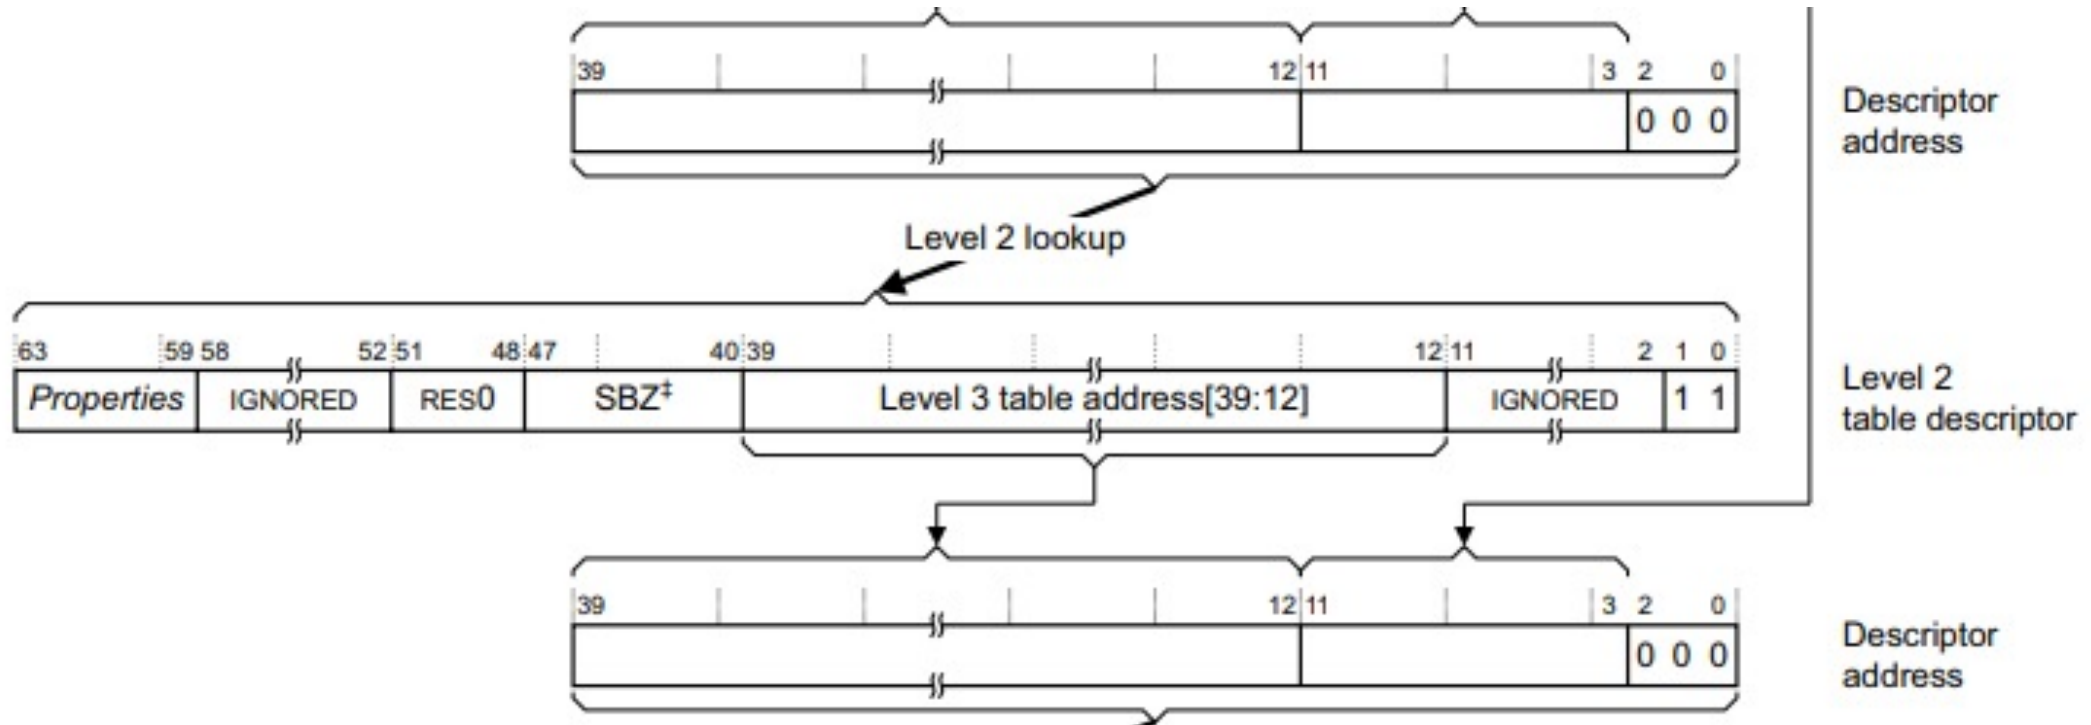 39 12 11 3 2 0
0 0 0
Descriptor
address
Level 2 lookup
63 59 58 52 51 48 47 40 39 12 11 2 1 0
Properties IGNORED RES0 SBZ‡ Level 3 table address[39:12] IGNORED 1 1
Level 2
table descriptor
39 12 11 3 2 0
0 0 0
Descriptor
address